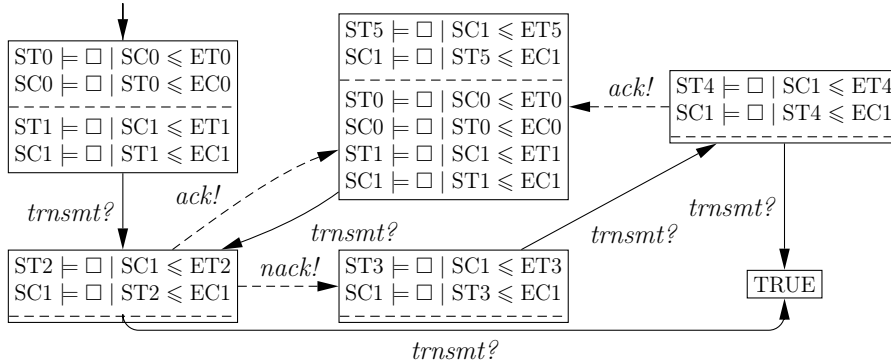 ST0 ⊨ □ | SC0 ⩽ ET0
SC0 ⊨ □ | ST0 ⩽ EC0
ST1 ⊨ □ | SC1 ⩽ ET1
SC1 ⊨ □ | ST1 ⩽ EC1
ST5 ⊨ □ | SC1 ⩽ ET5
SC1 ⊨ □ | ST5 ⩽ EC1
ST0 ⊨ □ | SC0 ⩽ ET0
SC0 ⊨ □ | ST0 ⩽ EC0
ST1 ⊨ □ | SC1 ⩽ ET1
SC1 ⊨ □ | ST1 ⩽ EC1
ack!
ST4 ⊨ □ | SC1 ⩽ ET4
SC1 ⊨ □ | ST4 ⩽ EC1
trnsmt?
ack!
trnsmt?
trnsmt?
trnsmt?
ST2 ⊨ □ | SC1 ⩽ ET2
SC1 ⊨ □ | ST2 ⩽ EC1
nack!
ST3 ⊨ □ | SC1 ⩽ ET3
SC1 ⊨ □ | ST3 ⩽ EC1
TRUE
trnsmt?